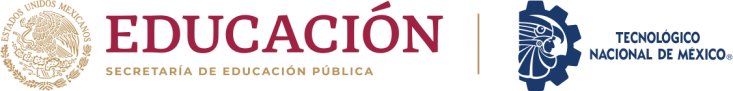 ESTADOS UNIDOS MEXICANOS
EDUCACIÓN
SECRETARÍA DE EDUCACIÓN PÚBLICA
TECNOLÓGICO
NACIONAL DE MÉXICO®